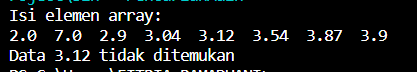 Isi elemen array:
2.0 7.0 2.9 3.04 3.12 3.54 3.87 3.9
Data 3.12 tidak ditemukan